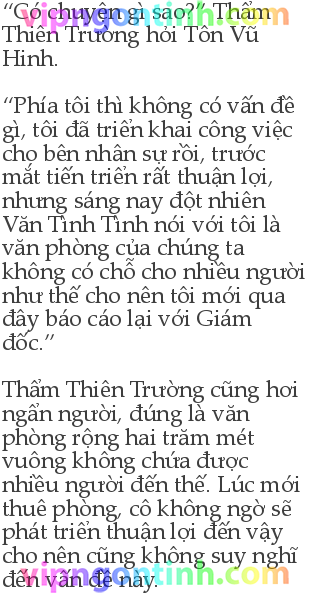 “Có chuyện gì sao?” Thẩm
Thiên Trường hỏi Tôn Vũ
Hinh.
“Phía tôi thì không có vấn đề
gì, tôi đã triển khai công việc
cho bên nhân sự rồi, trước
mắt tiến triển rất thuận lợi,
nhưng sáng nay đột nhiên
Văn Tình Tình nói với tôi là
văn phòng của chúng ta
không có chỗ cho nhiều người
như thế cho nên tôi mới qua
đây báo cáo lại với Giám
đốc.”
Thẩm Thiên Trường cũng hơi
ngẩn người, đúng là văn
phòng rộng hai trăm mét
vuông không chứa được
nhiều người đến thế. Lúc mới
thuê phòng, cô không ngờ sẽ
phát triển thuận lợi đến vậy
cho nên cũng không suy nghĩ
đến vấn đề này.
vipngontinh.com
vipngontinh.com